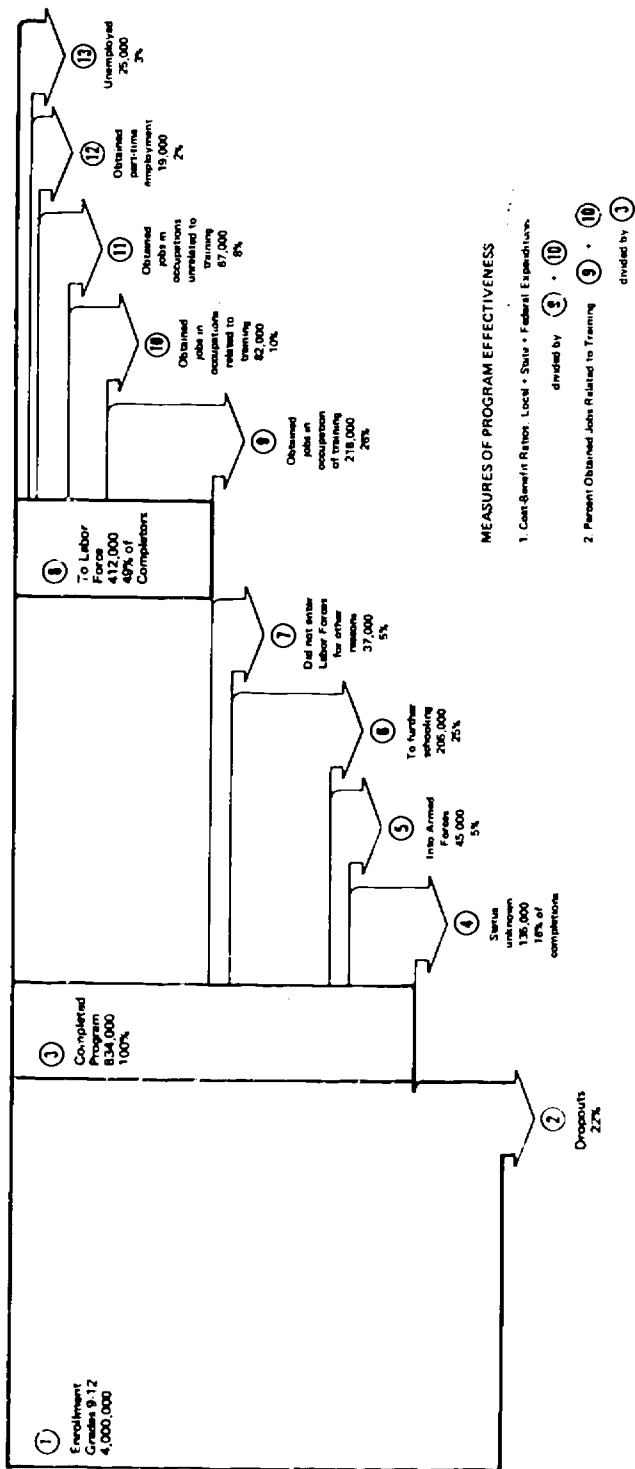 1
Enrollment
Grades 9-12
4,000,000
2
Dropouts
22%
3
Completed
Program
834,000
100%
4
Status
unknown
135,000
16% of
completions
5
Into Armed
Forces
45,000
5%
6
To further
schooling
205,000
25%
7
Did not enter
Labor Forces
for other
reasons
37,000
5%
8
To Labor
Force
412,000
49% of
Completors
9
Obtained
jobs in
occupation
of training
218,000
26%
10
Obtained
jobs in
occupations
related to
training
82,000
10%
11
Obtained
jobs in
occupations
unrelated to
training
67,000
8%
12
Obtained
part-time
employment
19,000
2%
13
Unemployed
25,000
3%
MEASURES OF PROGRAM EFFECTIVENESS
1. Cost-Benefit Ratios, Local + State + Federal Expenditures
divided by 9 + 10
2. Percent Obtained Jobs Related to Training 9 + 10
divided by 3